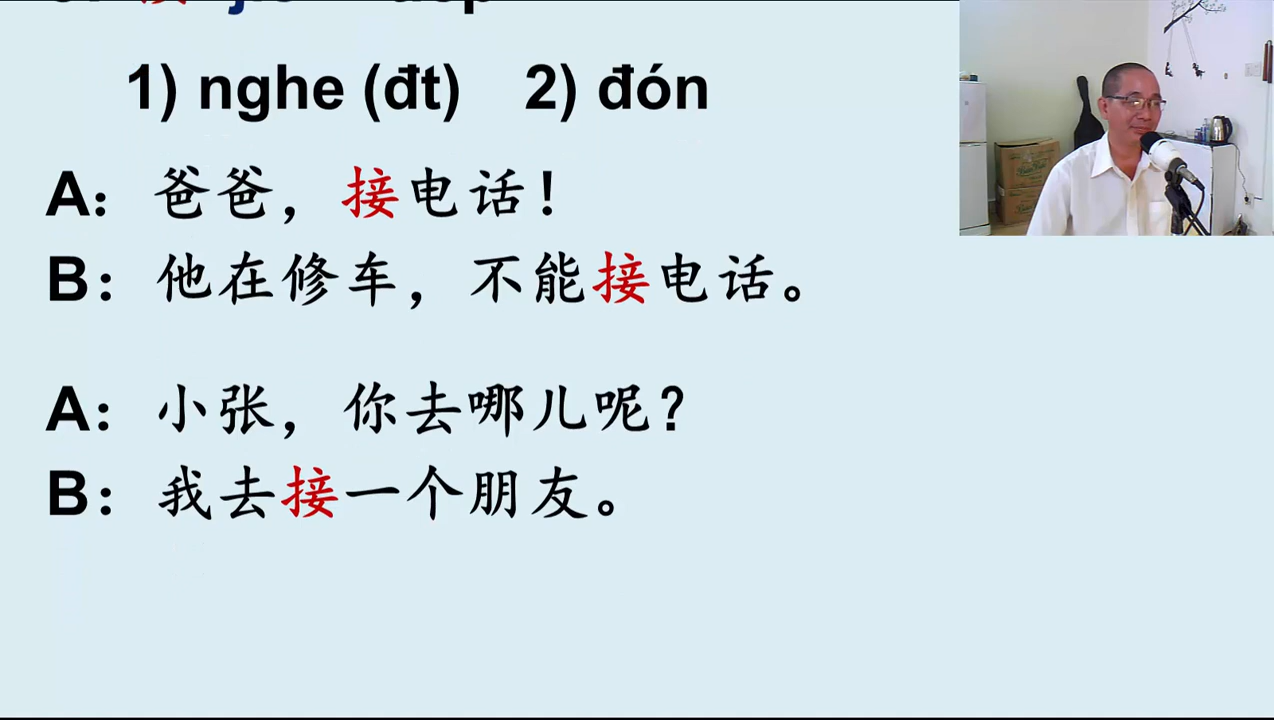 1) nghe (đt) 2) đón
A：爸爸，接电话！
B：他在修车，不能接电话。
A：小张，你去哪儿呢？
B：我去接一个朋友。